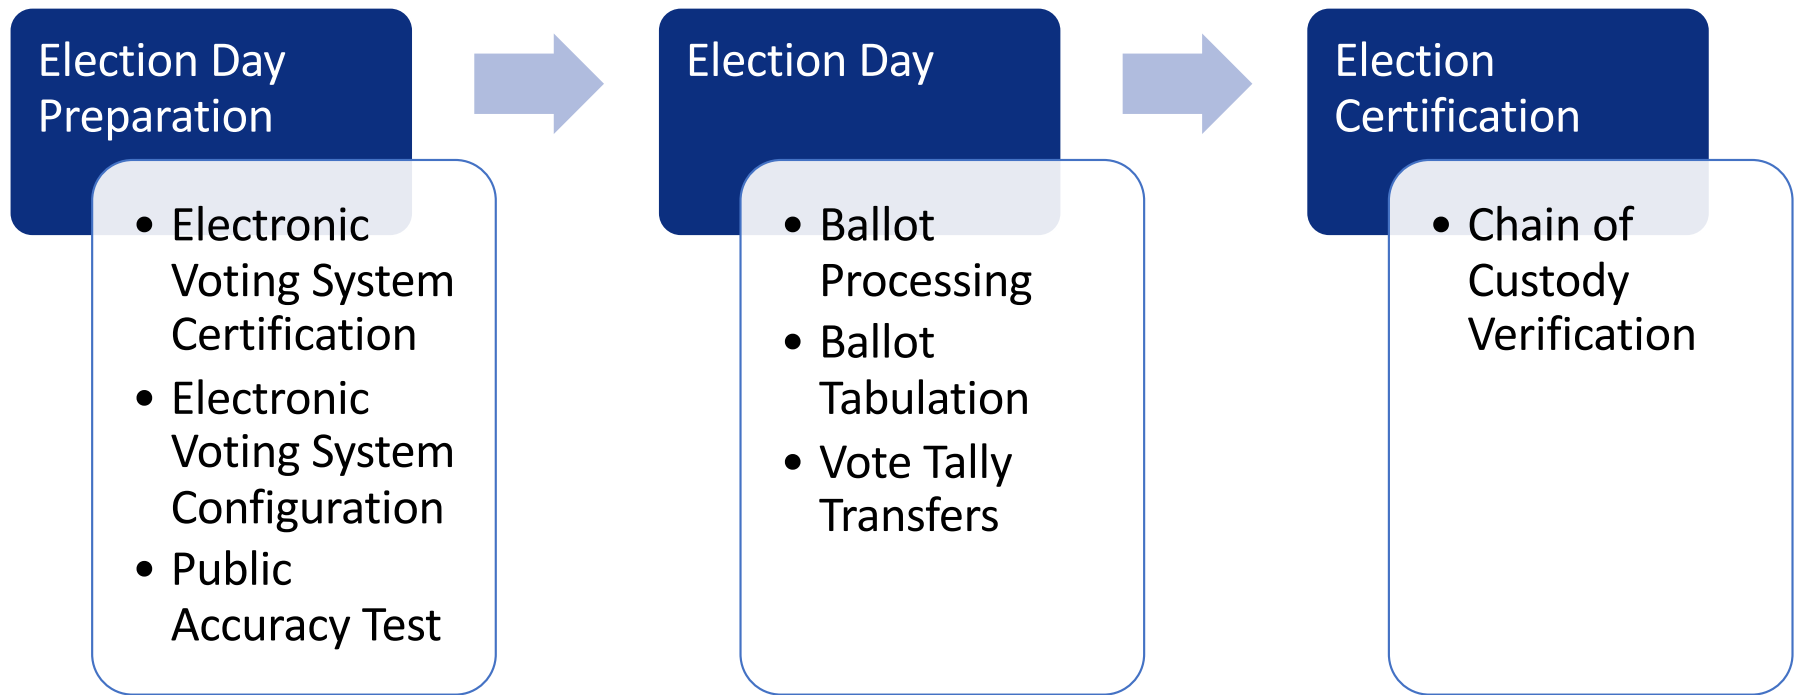 Election Day
Preparation
• Electronic
Voting System
Certification
• Electronic
Voting System
Configuration
• Public
Accuracy Test
Election Day
• Ballot
Processing
• Ballot
Tabulation
• Vote Tally
Transfers
Election
Certification
• Chain of
Custody
Verification